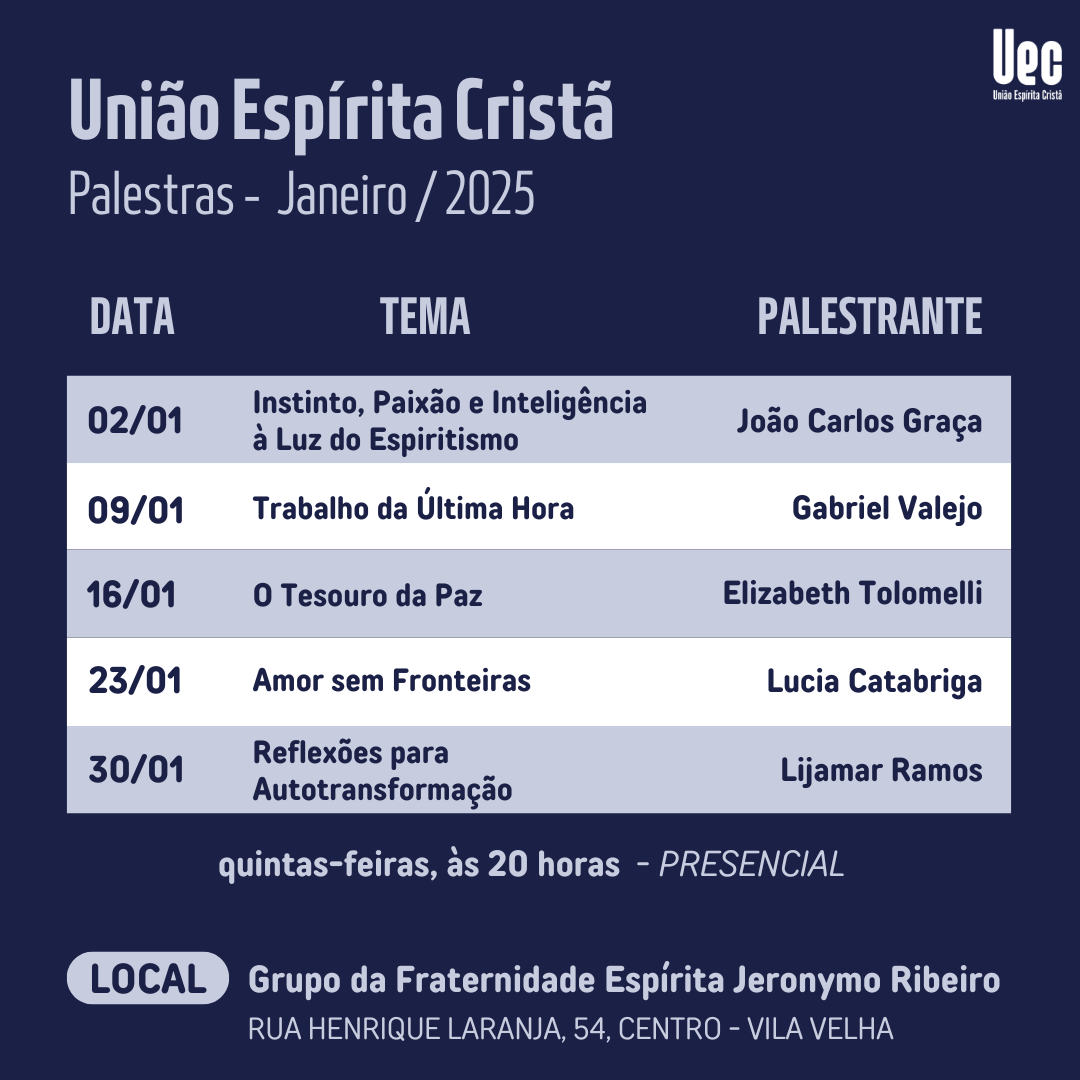 Uec
União Espírita Cristã
União Espírita Cristã
Palestras - Janeiro / 2025
DATA TEMA PALESTRANTE
02/01 Instinto, Paixão e Inteligência
à Luz do Espiritismo João Carlos Graça
09/01 Trabalho da Última Hora Gabriel Valejo
16/01 O Tesouro da Paz Elizabeth Tolomelli
23/01 Amor sem Fronteiras Lucia Catabriga
30/01 Reflexões para
Autotransformação Lijamar Ramos
quintas-feiras, às 20 horas - PRESENCIAL
LOCAL Grupo da Fraternidade Espírita Jeronymo Ribeiro
RUA HENRIQUE LARANJA, 54, CENTRO - VILA VELHA